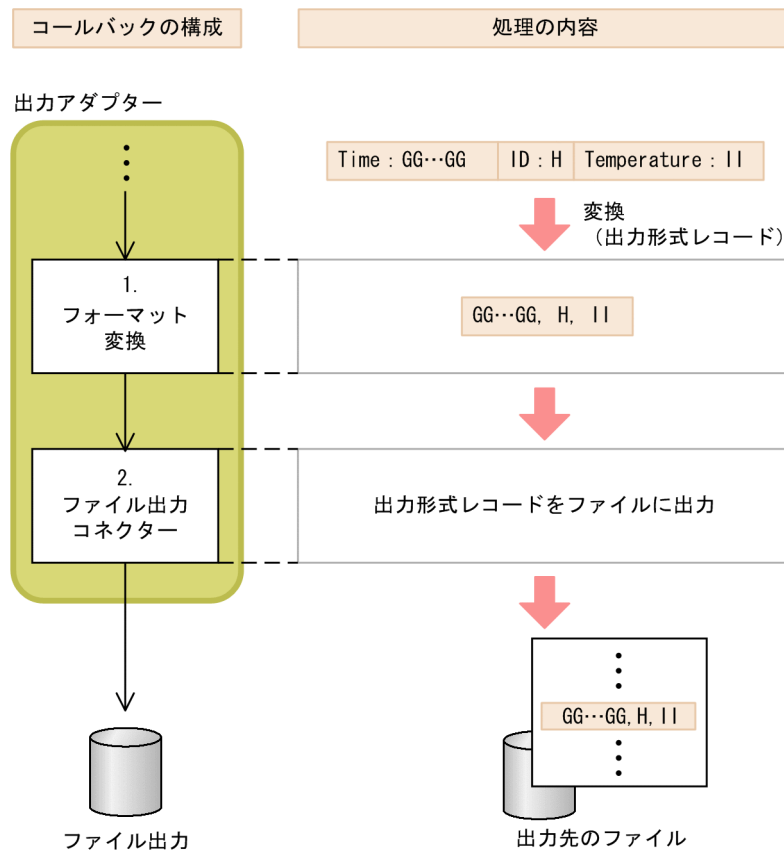 コールバックの構成
処理の内容
出力アダプター
Time：GG…GG ID：H Temperature：II
変換
（出力形式レコード）
1.
フォーマット
変換
GG…GG, H, II
2.
ファイル出力
コネクター
出力形式レコードをファイルに出力
GG…GG,H,II
ファイル出力
出力先のファイル